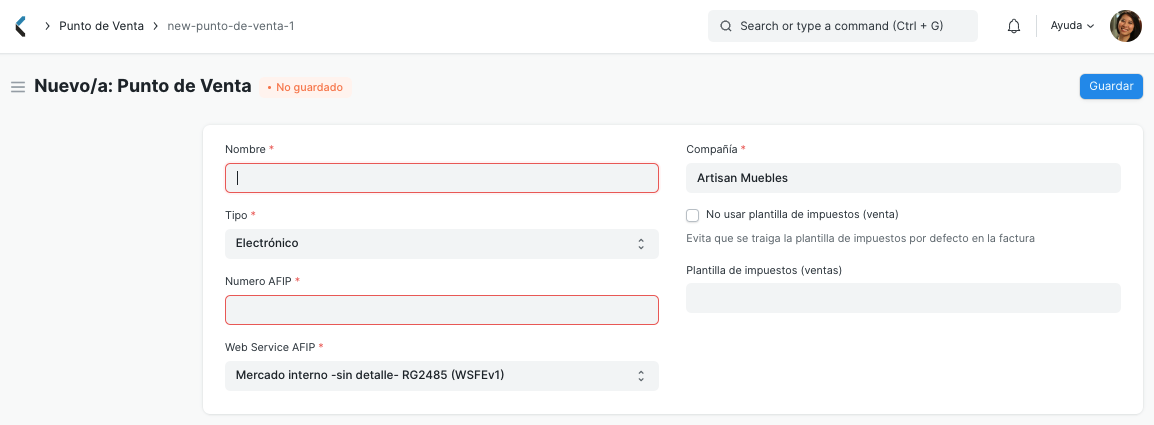 Punto de Venta
new-punto-de-venta-1
Search or type a command (Ctrl + G)
Ayuda
Nuevo/a: Punto de Venta
• No guardado
Guardar
Nombre *
Tipo *
Electrónico
Numero AFIP *
Web Service AFIP *
Mercado interno -sin detalle- RG2485 (WSFEv1)
Compañía *
Artisan Muebles
No usar plantilla de impuestos (venta)
Evita que se traiga la plantilla de impuestos por defecto en la factura
Plantilla de impuestos (ventas)